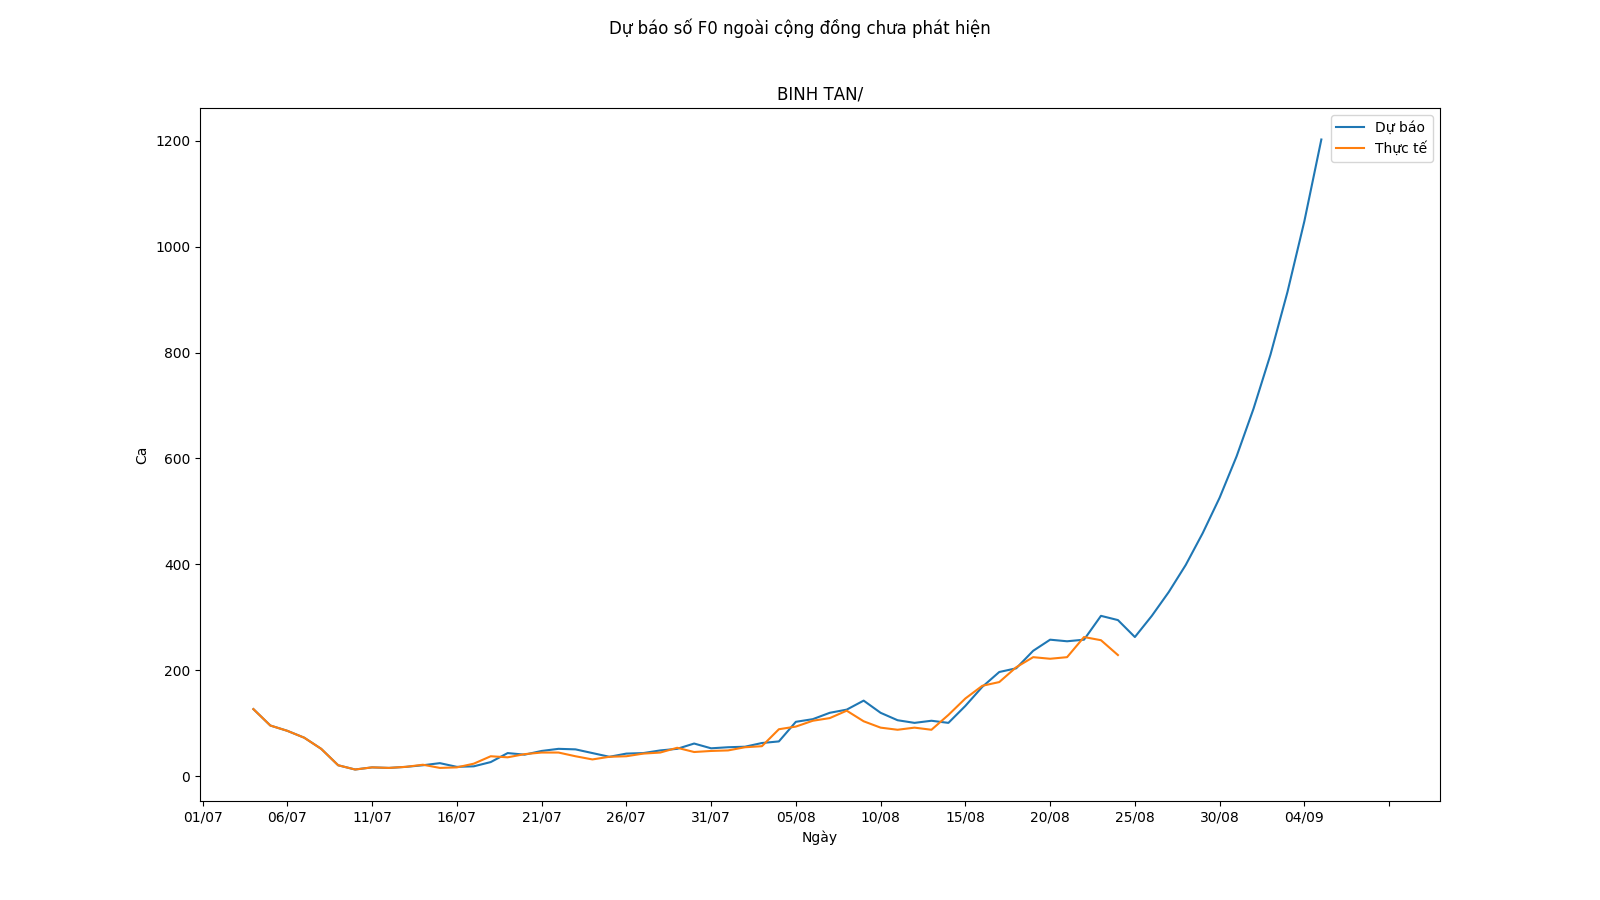 Dự báo số F0 ngoài cộng đồng chưa phát hiện
BINH TAN/
Dự báo
Thực tế
1200
1000
800
600
400
200
0
Ca
01/07 06/07 11/07 16/07 21/07 26/07 31/07 05/08 10/08 15/08 20/08 25/08 30/08 04/09
Ngày